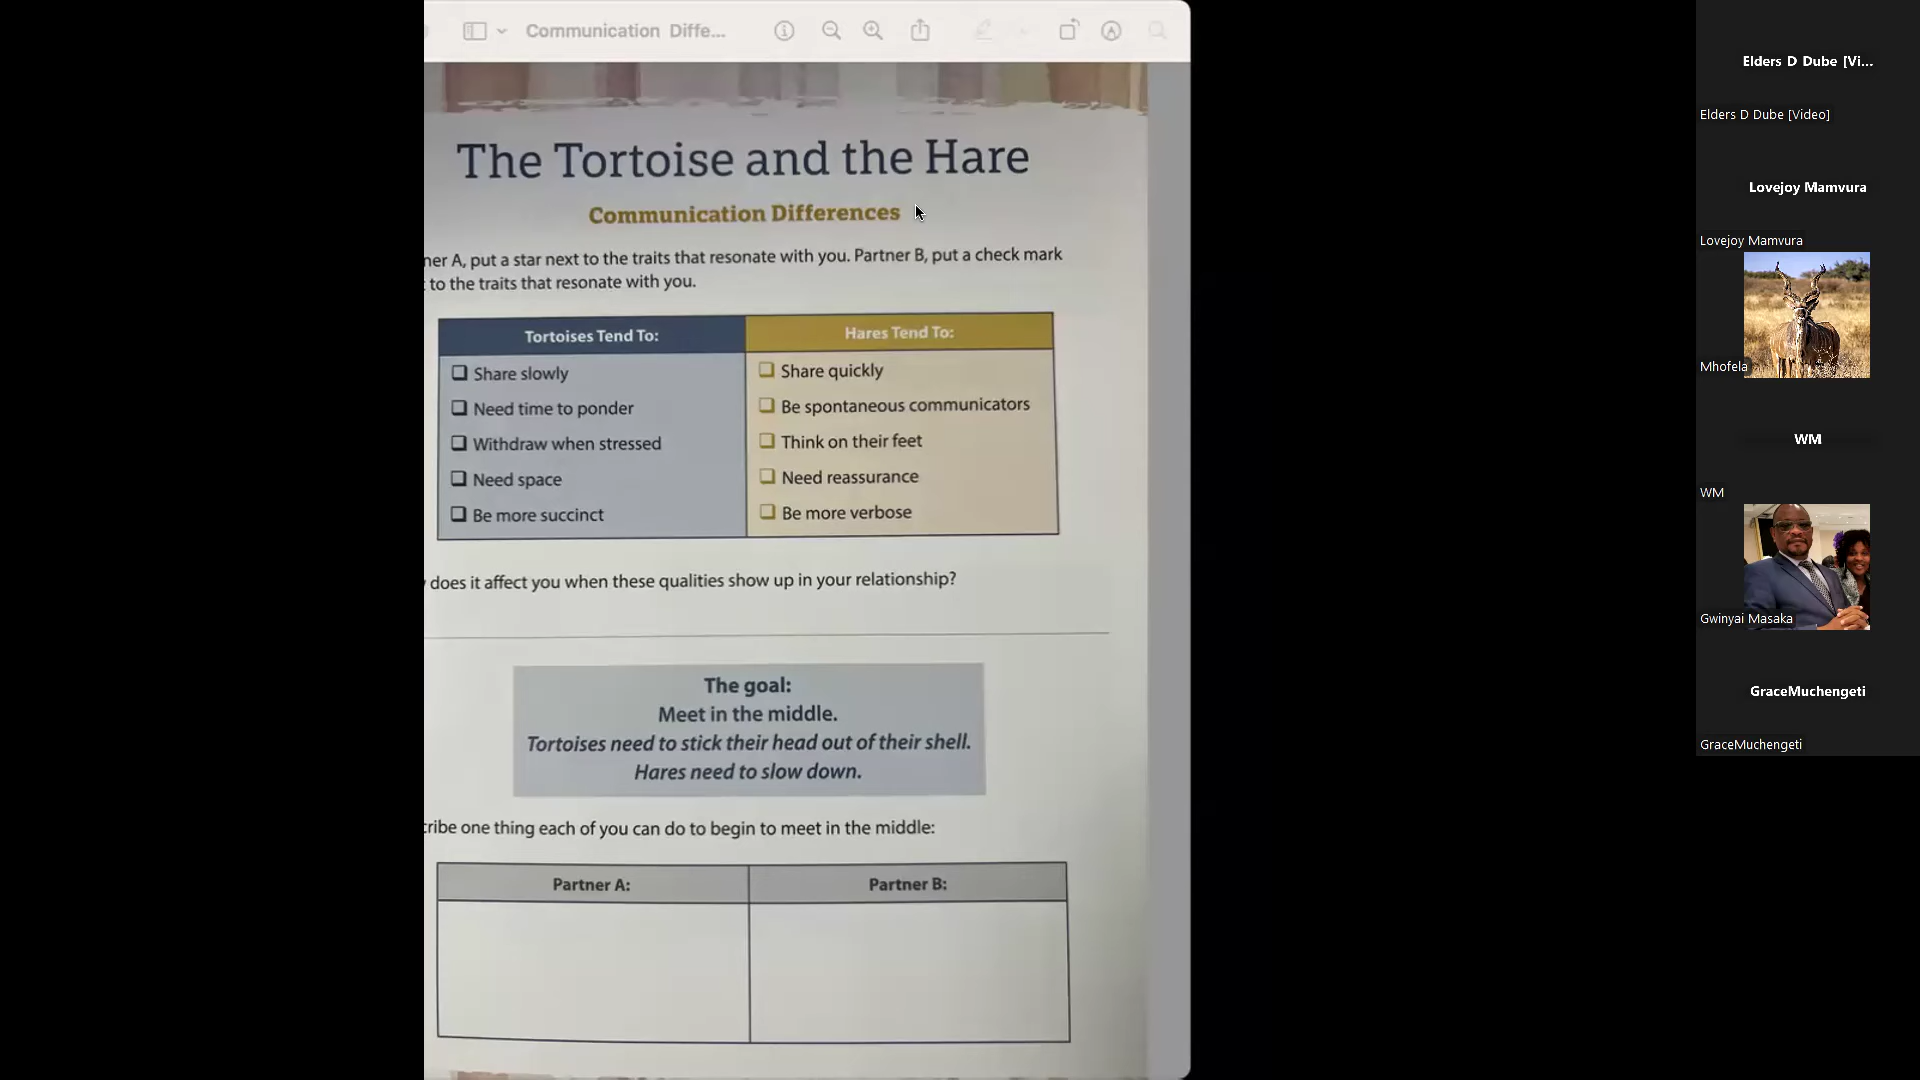 Communication Diffe...
The Tortoise and the Hare
Communication Differences
ner A, put a star next to the traits that resonate with you. Partner B, put a check mark
to the traits that resonate with you.
Tortoises Tend To:
Share slowly
Need time to ponder
Withdraw when stressed
Need space
Be more succinct
Hares Tend To:
Share quickly
Be spontaneous communicators
Think on their feet
Need reassurance
Be more verbose
does it affect you when these qualities show up in your relationship?
The goal:
Meet in the middle.
Tortoises need to stick their head out of their shell.
Hares need to slow down.
cribe one thing each of you can do to begin to meet in the middle:
Partner A:
Partner B:
Elders D Dube [Vi...
Elders D Dube [Video]
Lovejoy Mamvura
Lovejoy Mamvura
Mhofela
WM
WM
Gwinyai Masaka
GraceMuchengeti
GraceMuchengeti